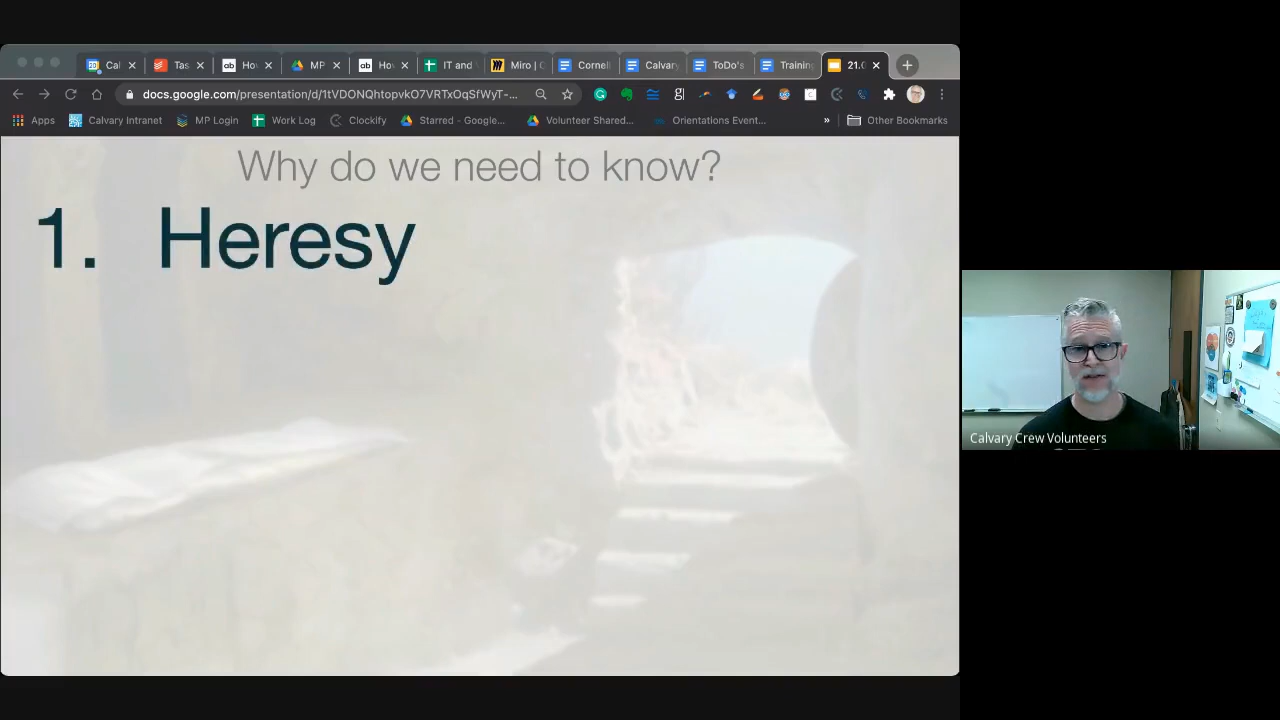 Cal
Tas
Hov
MP
Hov
IT and
Miro | C
Cornell
Calvary
ToDo's
Training
21.0
docs.google.com/presentation/d/1tVDONQhtopvkO7VRTxOqSfWyT-...
Apps
Calvary Intranet
MP Login
Work Log
Clockify
Starred - Google...
Volunteer Shared...
Orientations Event...
»
Other Bookmarks
Why do we need to know?
1. Heresy
Calvary Crew Volunteers